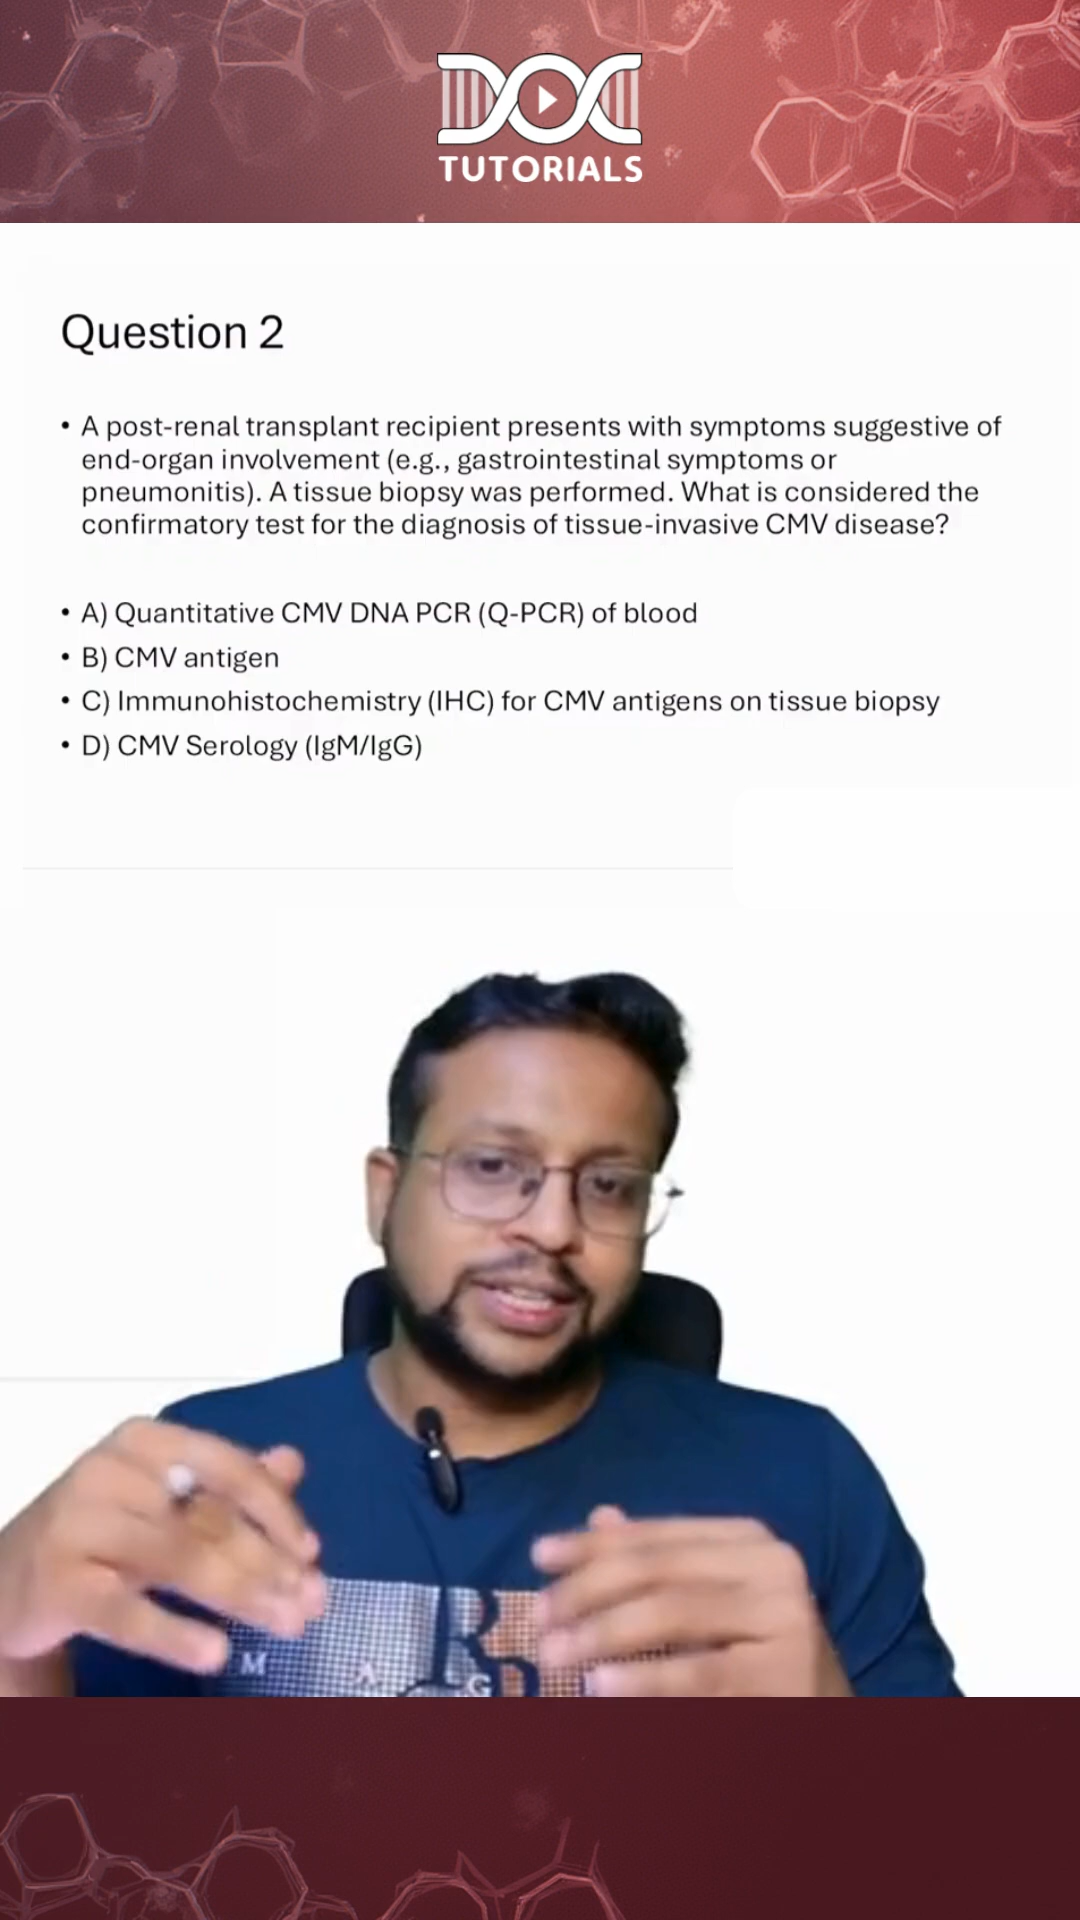 DOC
TUTORIALS
Question 2
• A post-renal transplant recipient presents with symptoms suggestive of
end-organ involvement (e.g., gastrointestinal symptoms or
pneumonitis). A tissue biopsy was performed. What is considered the
confirmatory test for the diagnosis of tissue-invasive CMV disease?
• A) Quantitative CMV DNA PCR (Q-PCR) of blood
• B) CMV antigen
• C) Immunohistochemistry (IHC) for CMV antigens on tissue biopsy
• D) CMV Serology (IgM/IgG)
M A G